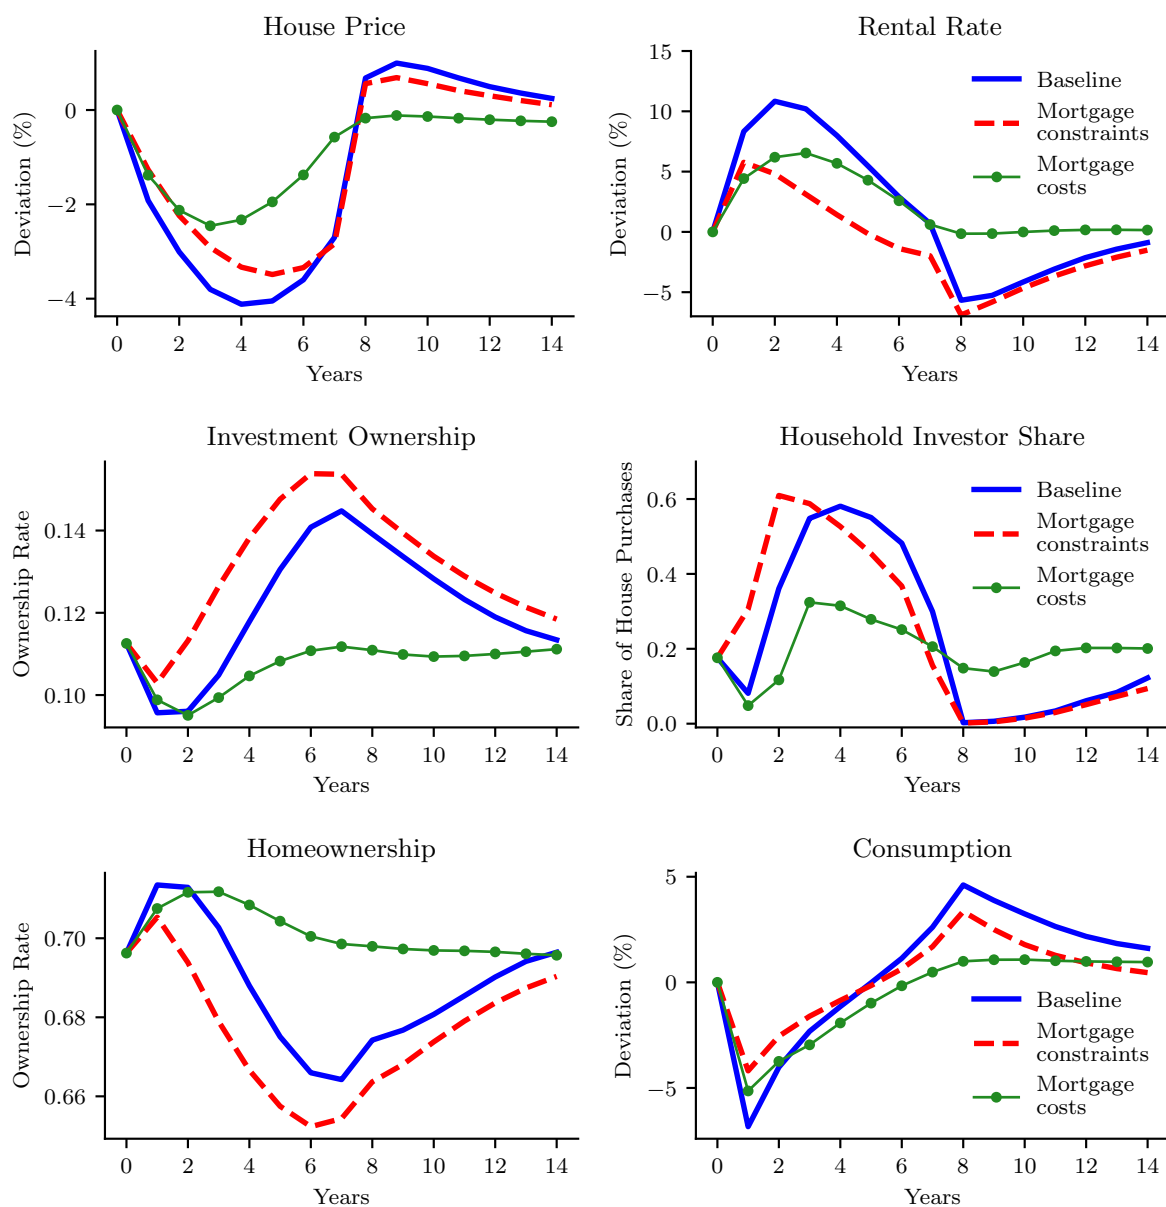 House Price
Deviation (%)
0
−2
−4
0 2 4 6 8 10 12 14
Years
Rental Rate
Deviation (%)
15
10
5
0
−5
0 2 4 6 8 10 12 14
Years
Baseline
Mortgage
constraints
Mortgage
costs
Investment Ownership
Ownership Rate
0.14
0.12
0.10
0 2 4 6 8 10 12 14
Years
Household Investor Share
Share of House Purchases
0.6
0.4
0.2
0.0
0 2 4 6 8 10 12 14
Years
Baseline
Mortgage
constraints
Mortgage
costs
Homeownership
Ownership Rate
0.70
0.68
0.66
0 2 4 6 8 10 12 14
Years
Consumption
Deviation (%)
5
0
−5
0 2 4 6 8 10 12 14
Years
Baseline
Mortgage
constraints
Mortgage
costs